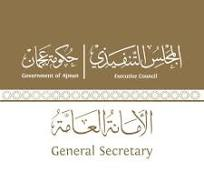 المجلس التنفيذي | حكومة عجمان
Government of Ajman | Executive Council
الأمانة العامة
General Secretary